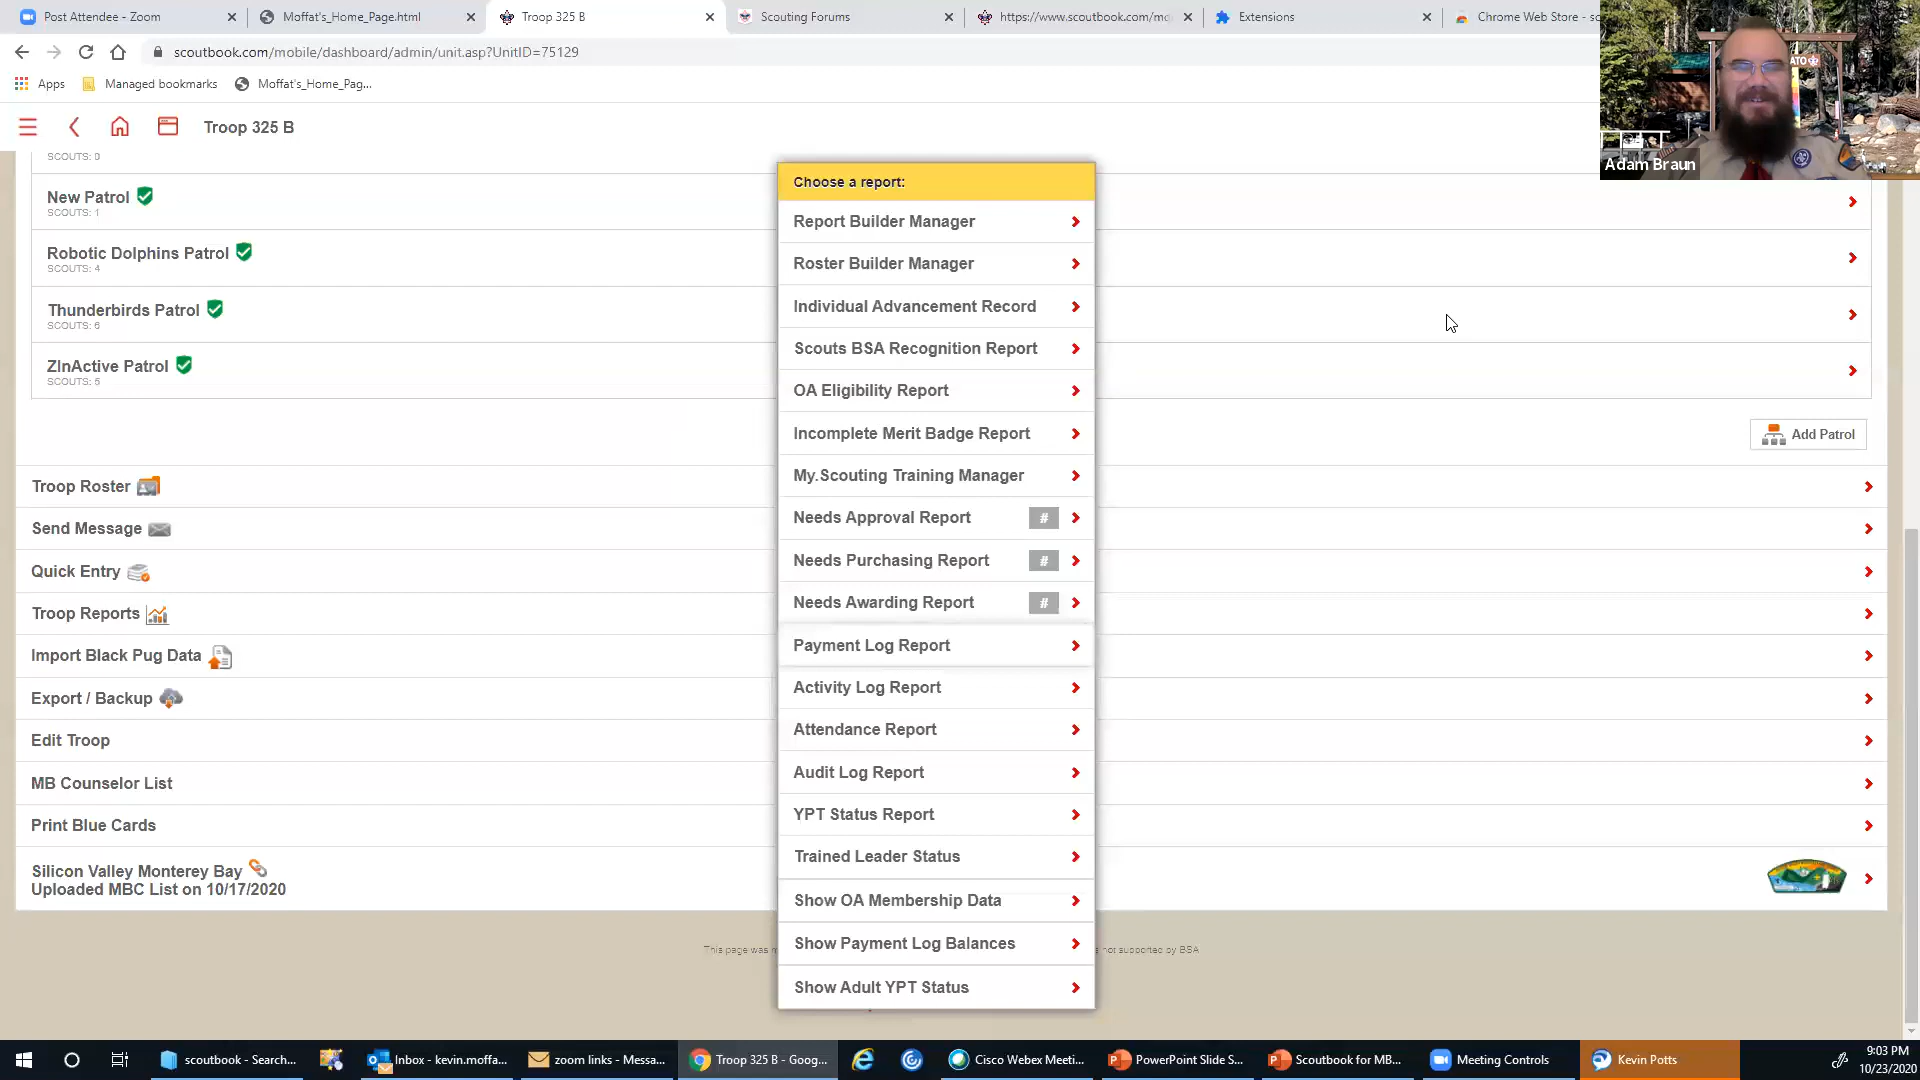 Post Attendee - Zoom
Moffat's_Home_Page.html
Troop 325 B
Scouting Forums
https://www.scoutbook.com/mo
Extensions
Chrome Web Store - sc
scoutbook.com/mobile/dashboard/admin/unit.asp?UnitID=75129
Apps
Managed bookmarks
Moffat's_Home_Pag...
Adam Braun
Troop 325 B
SCOUTS: 0
New Patrol
SCOUTS: 1
Robotic Dolphins Patrol
SCOUTS: 4
Thunderbirds Patrol
SCOUTS: 6
ZInActive Patrol
SCOUTS: 5
Add Patrol
Troop Roster
Send Message
Quick Entry
Troop Reports
Import Black Pug Data
Export / Backup
Edit Troop
MB Counselor List
Print Blue Cards
Silicon Valley Monterey Bay
Uploaded MBC List on 10/17/2020
This page was m
not supported by BSA
Choose a report:
Report Builder Manager
Roster Builder Manager
Individual Advancement Record
Scouts BSA Recognition Report
OA Eligibility Report
Incomplete Merit Badge Report
My.Scouting Training Manager
Needs Approval Report #
Needs Purchasing Report #
Needs Awarding Report #
Payment Log Report
Activity Log Report
Attendance Report
Audit Log Report
YPT Status Report
Trained Leader Status
Show OA Membership Data
Show Payment Log Balances
Show Adult YPT Status
scoutbook - Search...
Inbox - kevin.moffa...
zoom links - Messa...
Troop 325 B - Goog...
Cisco Webex Meeti...
PowerPoint Slide S...
Scoutbook for MB...
Meeting Controls
Kevin Potts
9:03 PM
10/23/2020